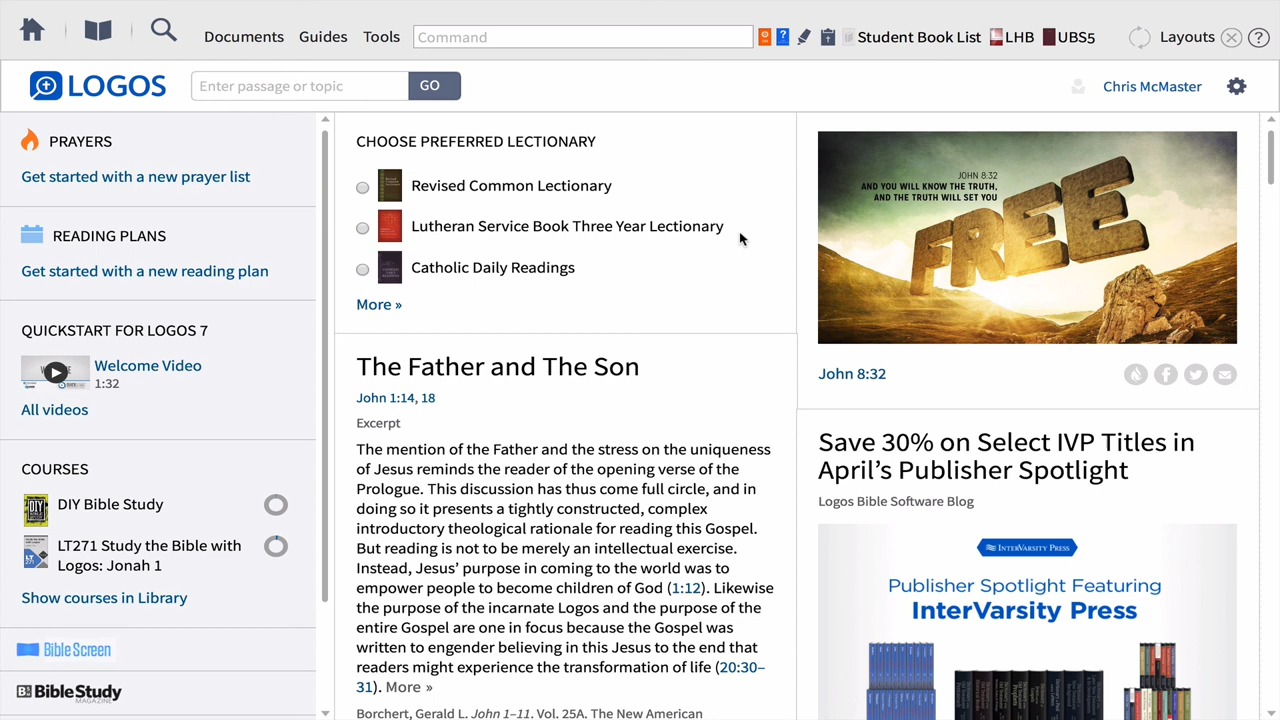 Documents Guides Tools Command Student Book List LHB UBS5 Layouts
LOGOS Enter passage or topic GO Chris McMaster
PRAYERS
Get started with a new prayer list
READING PLANS
Get started with a new reading plan
QUICKSTART FOR LOGOS 7
Welcome Video
1:32
All videos
COURSES
DIY Bible Study
LT271 Study the Bible with
Logos: Jonah 1
Show courses in Library
Bible Screen
BibleStudy
MAGAZINE
CHOOSE PREFERRED LECTIONARY
Revised Common Lectionary
Lutheran Service Book Three Year Lectionary
Catholic Daily Readings
More »
The Father and The Son
John 1:14, 18
Excerpt
The mention of the Father and the stress on the uniqueness
of Jesus reminds the reader of the opening verse of the
Prologue. This discussion has thus come full circle, and in
doing so it presents a tightly constructed, complex
introductory theological rationale for reading this Gospel.
But reading is not to be merely an intellectual exercise.
Instead, Jesus’ purpose in coming to the world was to
empower people to become children of God (1:12). Likewise
the purpose of the incarnate Logos and the purpose of the
entire Gospel are one in focus because the Gospel was
written to engender believing in this Jesus to the end that
readers might experience the transformation of life (20:30–
31). More »
Borchert, Gerald L. John 1–11. Vol. 25A. The New American
JOHN 8:32
AND YOU WILL KNOW THE TRUTH,
AND THE TRUTH WILL SET YOU
FREE
John 8:32
Save 30% on Select IVP Titles in
April’s Publisher Spotlight
Logos Bible Software Blog
INTERVARSITY PRESS
Publisher Spotlight Featuring
InterVarsity Press